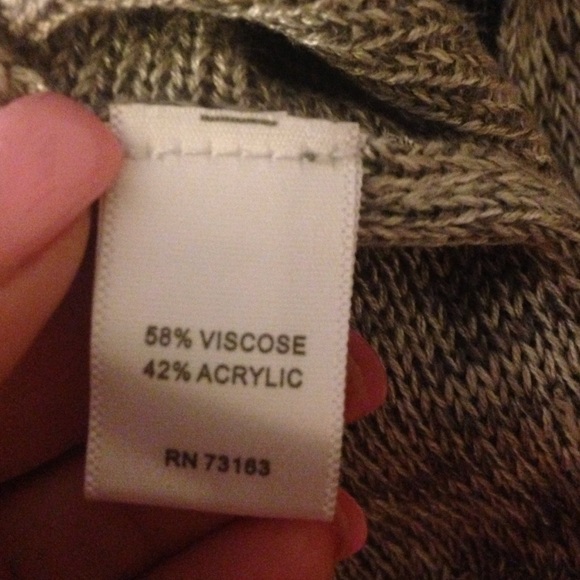 58% VISCOSE
42% ACRYLIC
RN 73163